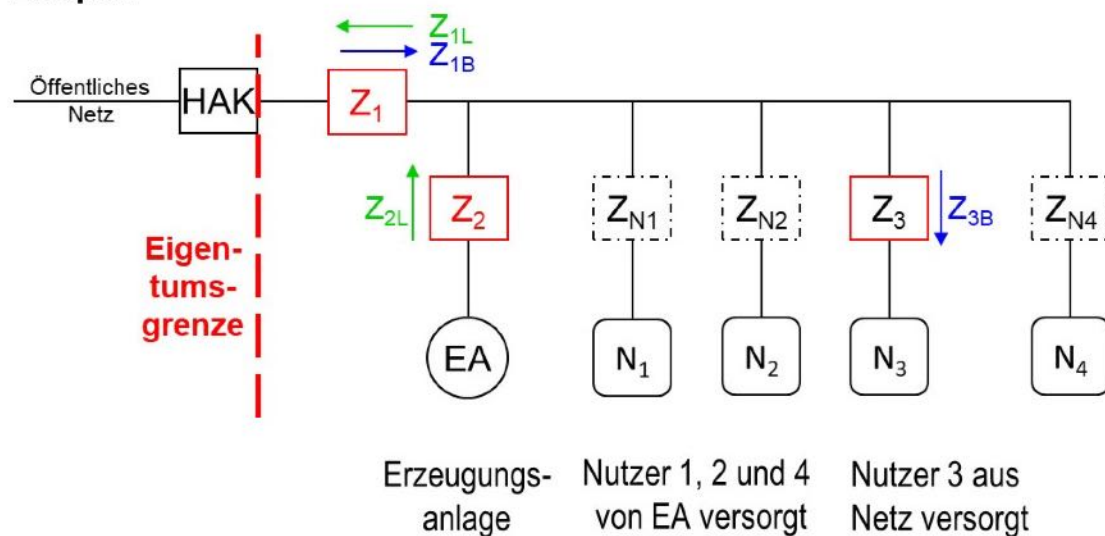 Z1L
Z1B
Öffentliches
Netz
HAK
Z1
Z2L
Z2
ZN1
ZN2
Z3
Z3B
ZN4
Eigen-
tums-
grenze
EA
N1
N2
N3
N4
Erzeugungs-
anlage
Nutzer 1, 2 und 4
von EA versorgt
Nutzer 3 aus
Netz versorgt